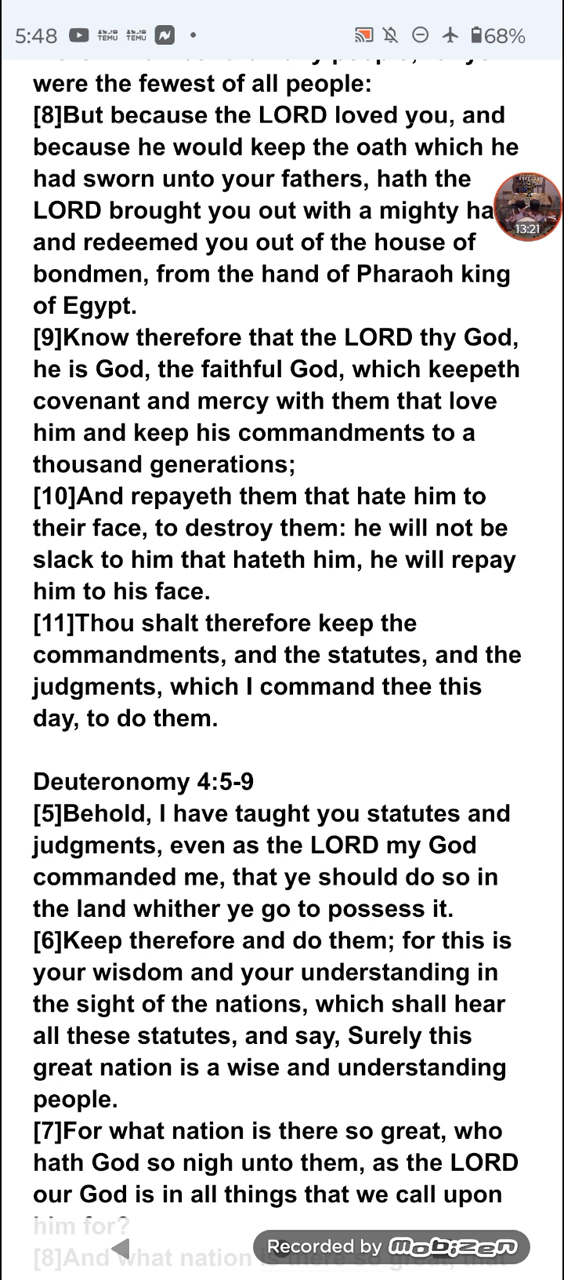 5:48
TEMU TEMU
68%
were the fewest of all people:
[8]But because the LORD loved you, and
because he would keep the oath which he
had sworn unto your fathers, hath the
LORD brought you out with a mighty ha
13:21
and redeemed you out of the house of
bondmen, from the hand of Pharaoh king
of Egypt.
[9]Know therefore that the LORD thy God,
he is God, the faithful God, which keepeth
covenant and mercy with them that love
him and keep his commandments to a
thousand generations;
[10]And repayeth them that hate him to
their face, to destroy them: he will not be
slack to him that hateth him, he will repay
him to his face.
[11]Thou shalt therefore keep the
commandments, and the statutes, and the
judgments, which I command thee this
day, to do them.
Deuteronomy 4:5-9
[5]Behold, I have taught you statutes and
judgments, even as the LORD my God
commanded me, that ye should do so in
the land whither ye go to possess it.
[6]Keep therefore and do them; for this is
your wisdom and your understanding in
the sight of the nations, which shall hear
all these statutes, and say, Surely this
great nation is a wise and understanding
people.
[7]For what nation is there so great, who
hath God so nigh unto them, as the LORD
our God is in all things that we call upon
him for?
Recorded by mobizen
[8]And what nation is there so great, that